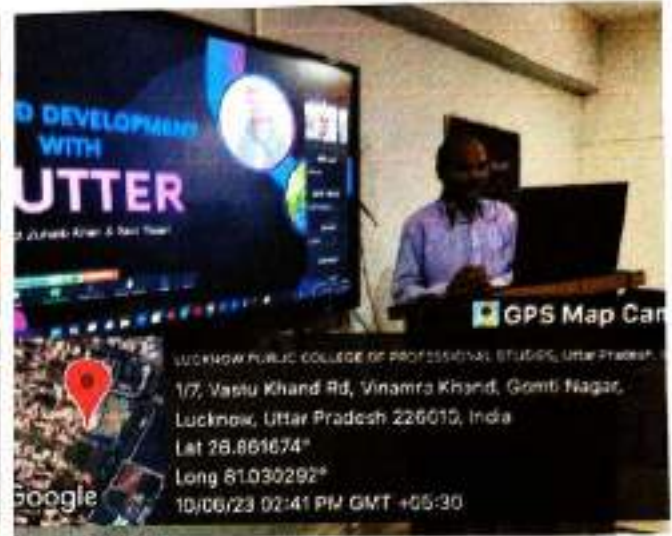 D DEVELOPMENT
WITH
UTTER
GPS Map Can
LUCKNOW PUBLIC COLLEGE OF PROFESSIONAL STUDIES, Uttar Pradesh,
1/7, Vastu Khand Rd, Vinamra Khand, Gomti Nagar,
Lucknow, Uttar Pradesh 226010, India
Lat 26.861674°
Long 81.030292°
10/06/23 02:41 PM GMT +05:30
Google